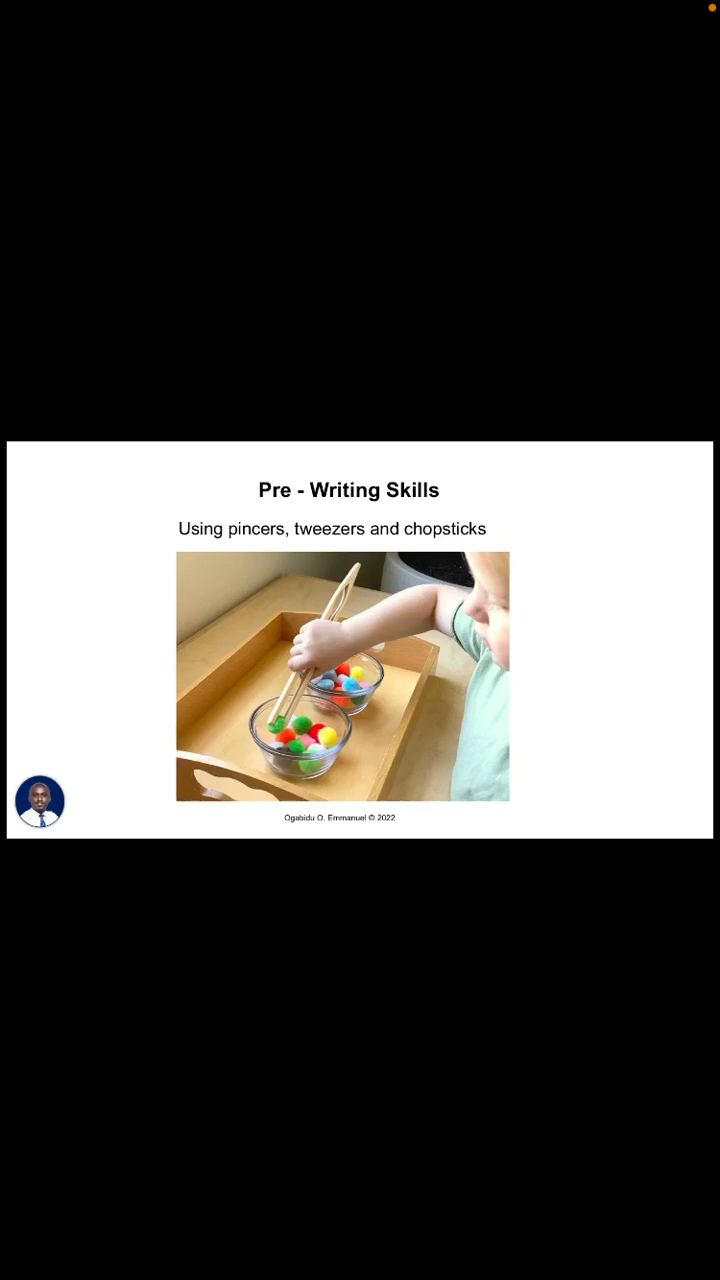 Pre - Writing Skills
Using pincers, tweezers and chopsticks
Ogabidu O. Emmanuel © 2022